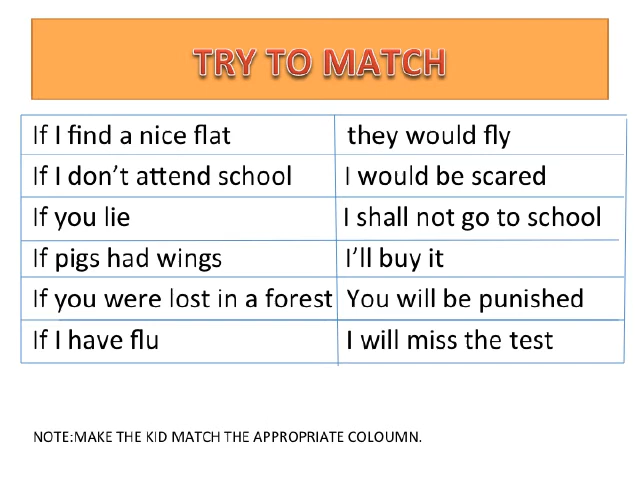 TRY TO MATCH
If I find a nice flat they would fly
If I don't attend school I would be scared
If you lie I shall not go to school
If pigs had wings I'll buy it
If you were lost in a forest You will be punished
If I have flu I will miss the test
NOTE:MAKE THE KID MATCH THE APPROPRIATE COLOUMN.